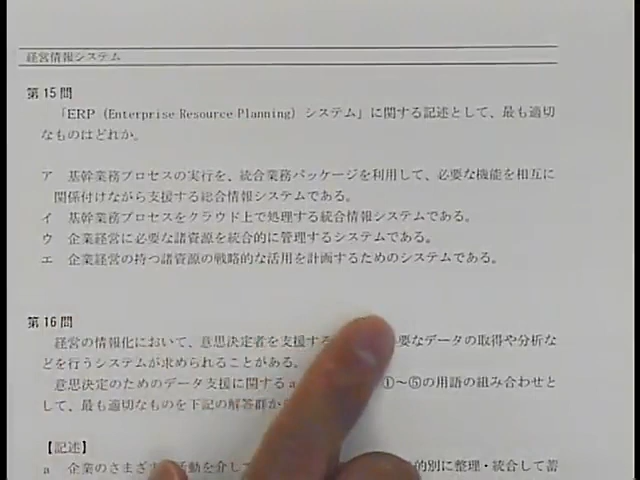 経営情報システム
第15問
「ERP（Enterprise Resource Planning）システム」に関する記述として、最も適切
なものはどれか。
ア 基幹業務プロセスの実行を、統合業務パッケージを利用して、必要な機能を相互に
関係付けながら支援する総合情報システムである。
イ 基幹業務プロセスをクラウド上で処理する統合情報システムである。
ウ 企業経営に必要な諸資源を統合的に管理するシステムである。
エ 企業経営の持つ諸資源の戦略的な活用を計画するためのシステムである。
第16問
経営の情報化において、意思決定者を支援する 要なデータの取得や分析な
どを行うシステムが求められることがある。
意思決定のためのデータ支援に関するa ①～⑤の用語の組み合わせと
して、最も適切なものを下記の解答群か
【記述】
a 企業のさまざま 活動を介して 的別に整理・統合して蓄